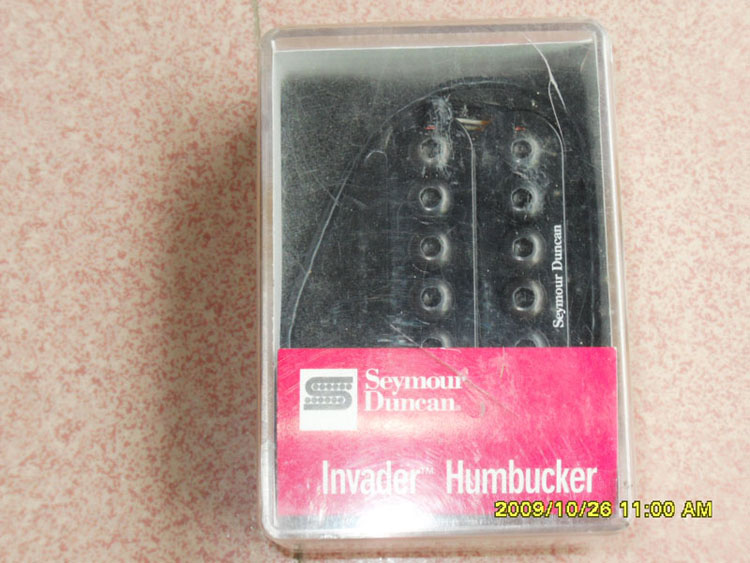 Seymour Duncan
Seymour
Duncan®
Invader™ Humbucker
2009/10/26 11:00 AM